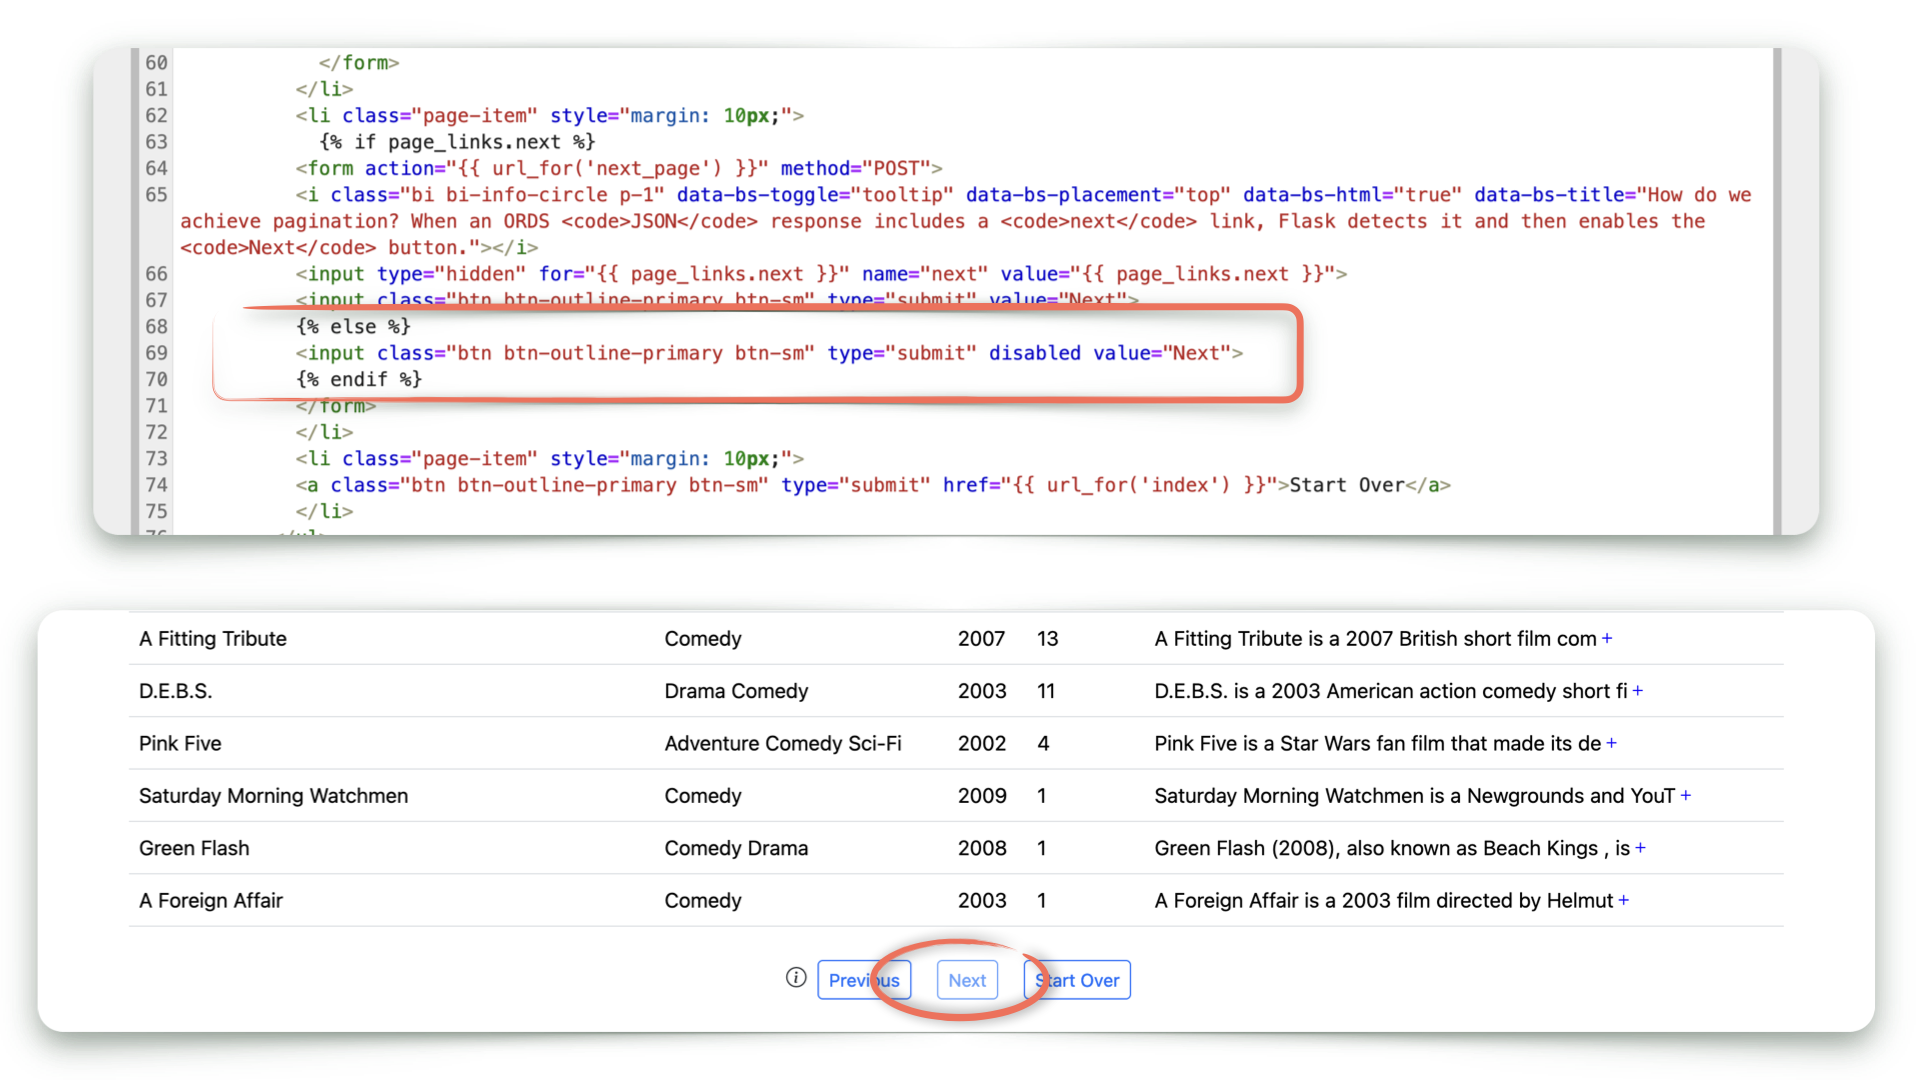 60 </form>
61 </li>
62 <li class="page-item" style="margin: 10px;">
63 {% if page_links.next %}
64 <form action="{{ url_for('next_page') }}" method="POST">
65 <i class="bi bi-info-circle p-1" data-bs-toggle="tooltip" data-bs-placement="top" data-bs-html="true" data-bs-title="How do we
achieve pagination? When an ORDS <code>JSON</code> response includes a <code>next</code> link, Flask detects it and then enables the
<code>Next</code> button."></i>
66 <input type="hidden" for="{{ page_links.next }}" name="next" value="{{ page_links.next }}">
67 <input class="btn btn-outline-primary btn-sm" type="submit" value="Next">
68 {% else %}
69 <input class="btn btn-outline-primary btn-sm" type="submit" disabled value="Next">
70 {% endif %}
71 </form>
72 </li>
73 <li class="page-item" style="margin: 10px;">
74 <a class="btn btn-outline-primary btn-sm" type="submit" href="{{ url_for('index') }}">Start Over</a>
75 </li>
76 </ul>
A Fitting Tribute Comedy 2007 13 A Fitting Tribute is a 2007 British short film com +
D.E.B.S. Drama Comedy 2003 11 D.E.B.S. is a 2003 American action comedy short fi +
Pink Five Adventure Comedy Sci-Fi 2002 4 Pink Five is a Star Wars fan film that made its de +
Saturday Morning Watchmen Comedy 2009 1 Saturday Morning Watchmen is a Newgrounds and YouT +
Green Flash Comedy Drama 2008 1 Green Flash (2008), also known as Beach Kings , is +
A Foreign Affair Comedy 2003 1 A Foreign Affair is a 2003 film directed by Helmut +
Previous Next Start Over